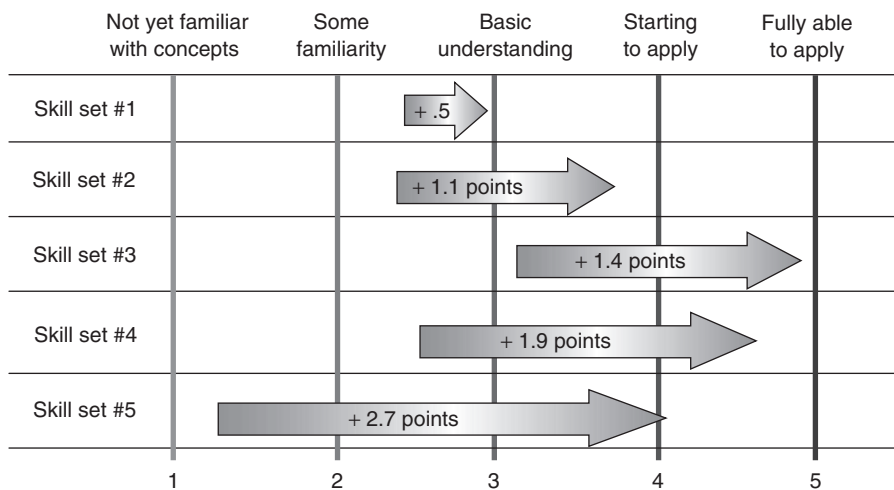 Not yet familiar
with concepts
Some
familiarity
Basic
understanding
Starting
to apply
Fully able
to apply
Skill set #1
+ .5
Skill set #2
+ 1.1 points
Skill set #3
+ 1.4 points
Skill set #4
+ 1.9 points
Skill set #5
+ 2.7 points
1 2 3 4 5